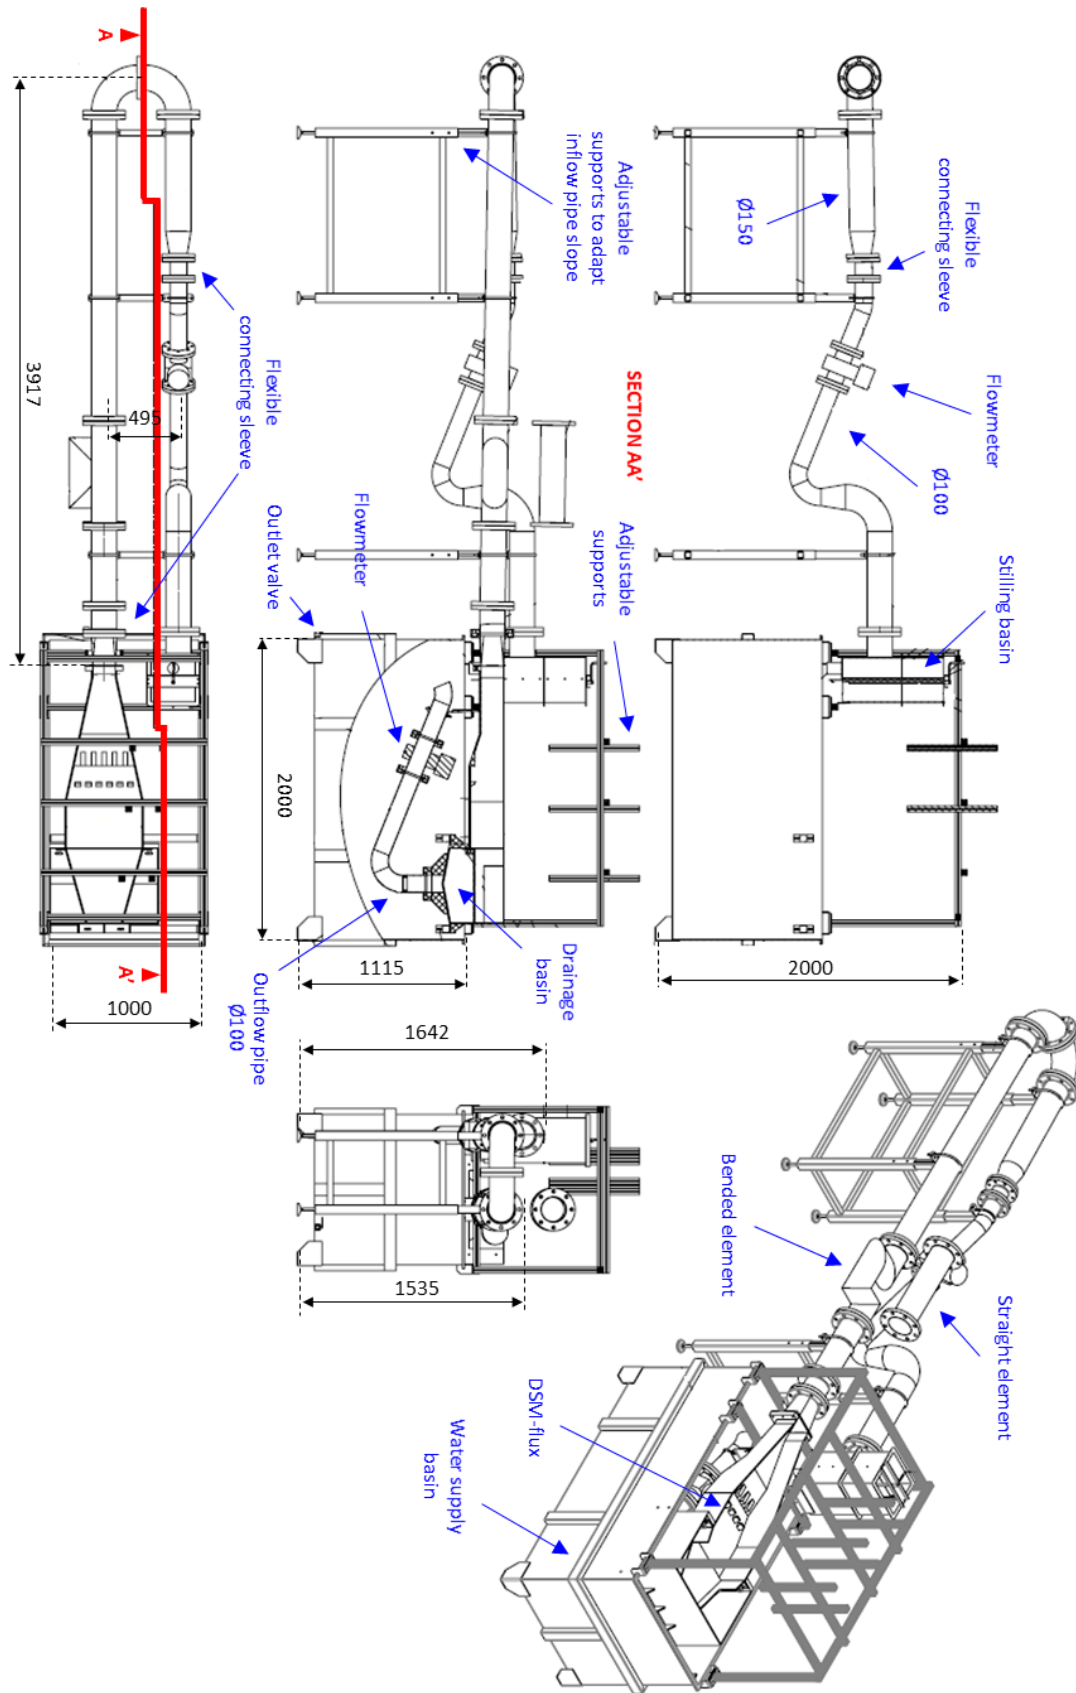 A
3917
495
Flexible
connecting sleeve
A'
1000
Adjustable
supports to adapt
inflow pipe slope
SECTION AA'
Outlet valve
Flowmeter
Adjustable
supports
2000
1115
Outflow pipe
Ø100
Drainage
basin
Ø150
Flexible
connecting sleeve
Flowmeter
Ø100
Stilling basin
2000
1642
1535
Bended element
Straight element
DSM-flux
Water supply
basin